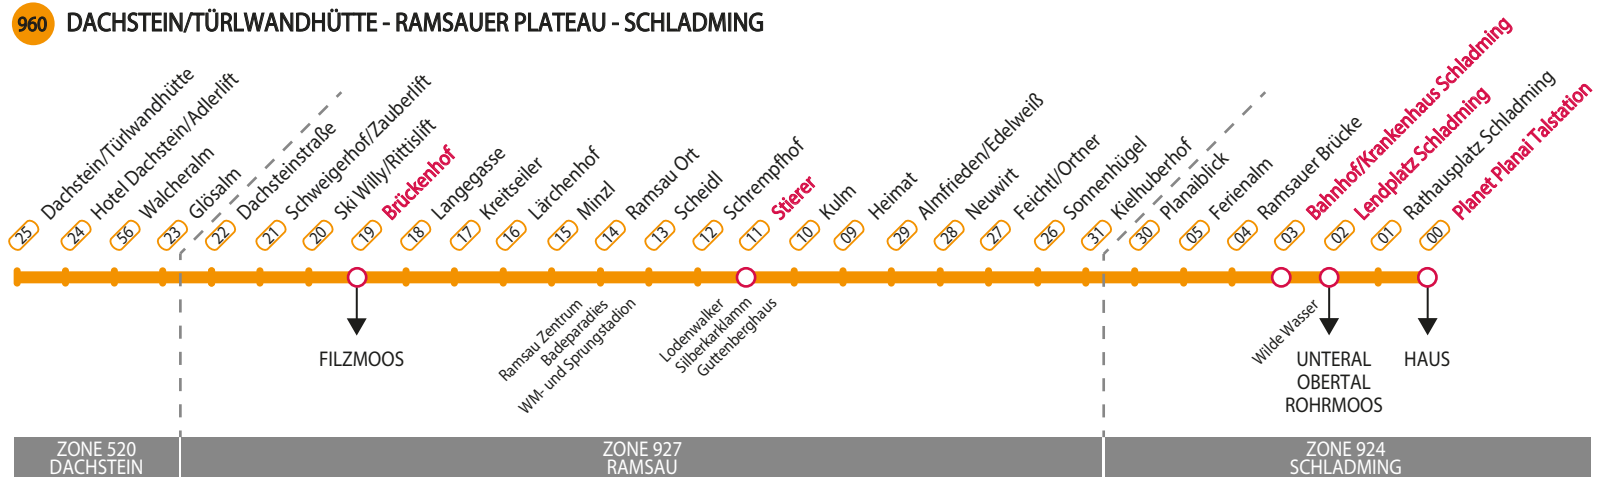 960 DACHSTEIN/TÜRLWANDHÜTTE - RAMSAUER PLATEAU - SCHLADMING
25 Dachstein/Türlwandhütte
24 Hotel Dachstein/Adlerlift
56 Walcheralm
23 Glösalm
22 Dachsteinstraße
21 Schweigerhof/Zauberlift
20 Ski Willy/Rittislift
19 Brückenhof
18 Langegasse
17 Kreitseiler
16 Lärchenhof
15 Minzl
14 Ramsau Ort
13 Scheidl
12 Schrempfhof
11 Stierer
10 Kulm
09 Heimat
29 Almfrieden/Edelweiß
28 Neuwirt
27 Feichtl/Ortner
26 Sonnenhügel
31 Kielhuberhof
30 Planaiblick
05 Ferienalm
04 Ramsauer Brücke
03 Bahnhof/Krankenhaus Schladming
02 Lendplatz Schladming
01 Rathausplatz Schladming
00 Planet Planai Talstation
FILZMOOS
Ramsau Zentrum
Badeparadies
WM- und Sprungstadion
Lodenwalker
Silberkarklamm
Guttenberghaus
Wilde Wasser
UNTERAL
OBERTAL
ROHRMOOS
HAUS
ZONE 520
DACHSTEIN
ZONE 927
RAMSAU
ZONE 924
SCHLADMING